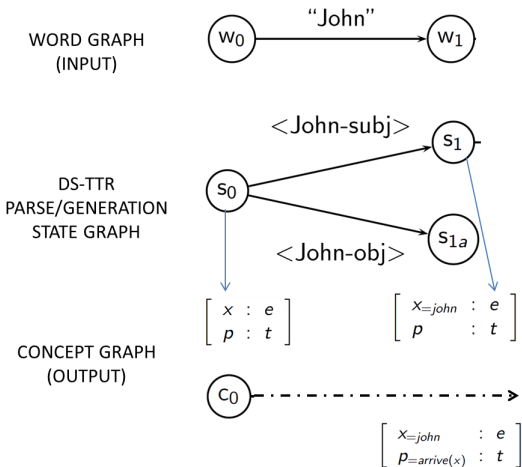 "John"
WORD GRAPH
(INPUT)
w0
w1
<John-subj>
s1
DS-TTR
PARSE/GENERATION
STATE GRAPH
s0
s1a
<John-obj>
[ x : e ]
[ p : t ]
[ x=john : e ]
[ p : t ]
CONCEPT GRAPH
(OUTPUT)
c0
[ x=john : e ]
[ p=arrive(x) : t ]